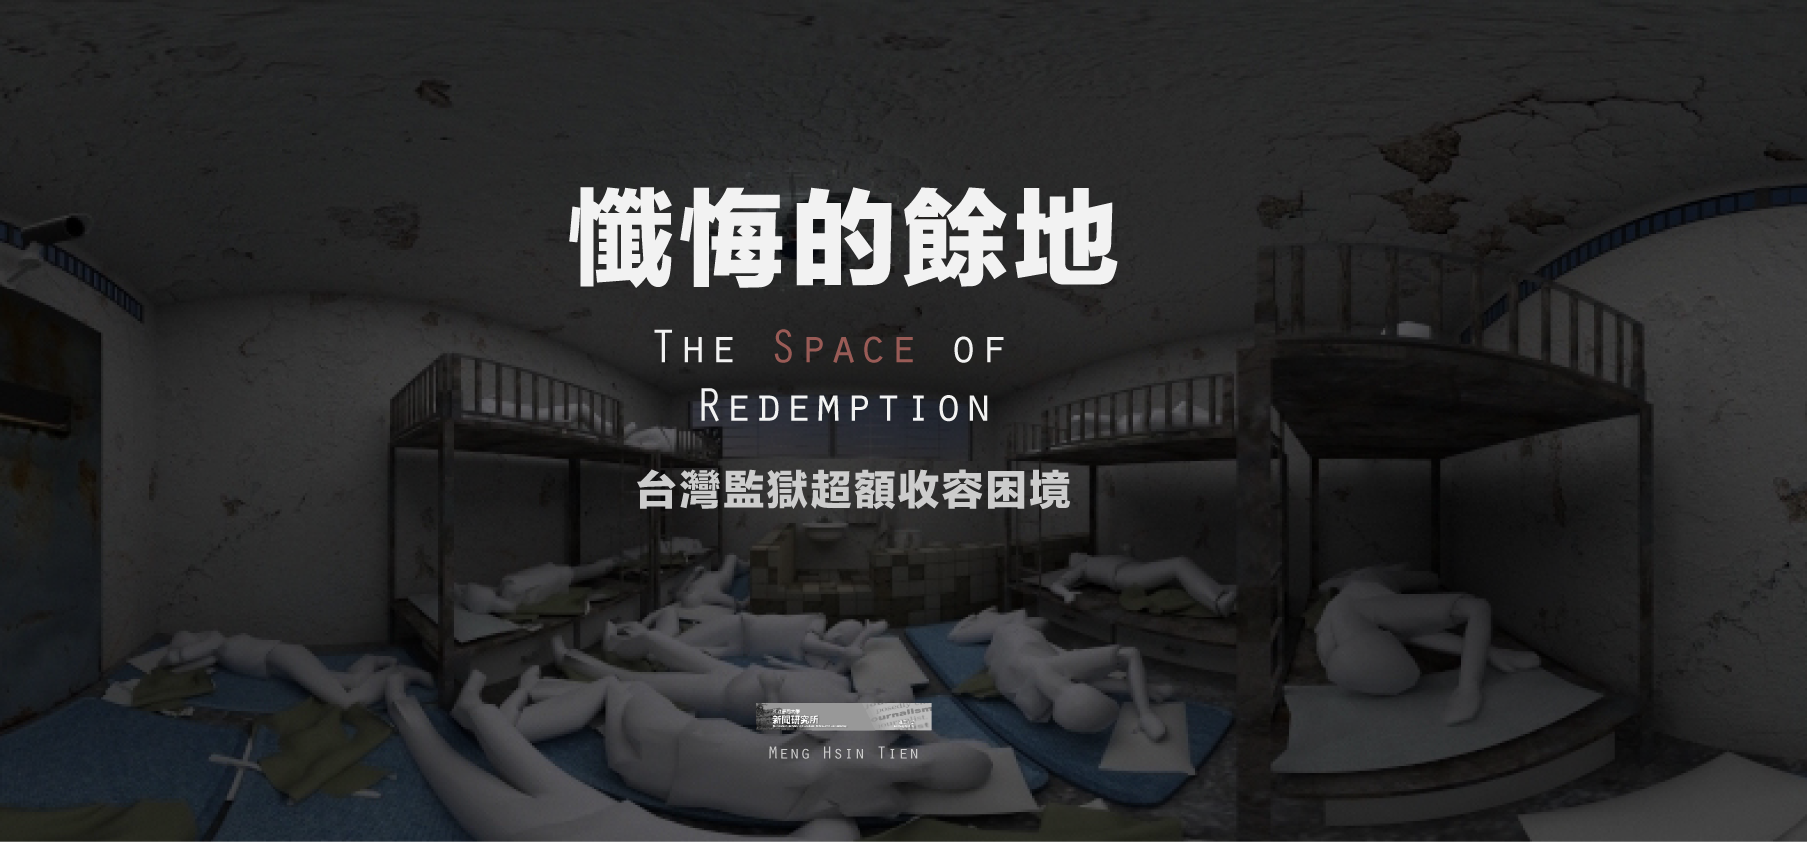 懺悔的餘地
The Space of
Redemption
台灣監獄超額收容困境
新聞研究所
Journalism
Meng Hsin Tien